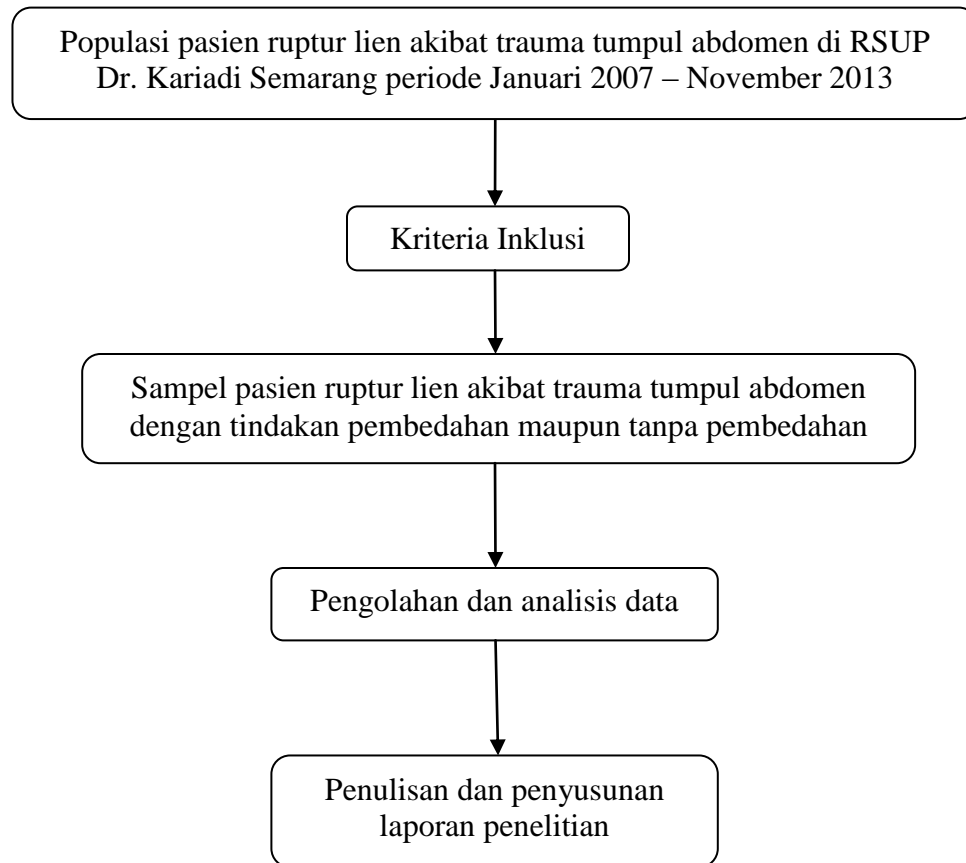 Populasi pasien ruptur lien akibat trauma tumpul abdomen di RSUP
Dr. Kariadi Semarang periode Januari 2007 – November 2013
Kriteria Inklusi
Sampel pasien ruptur lien akibat trauma tumpul abdomen
dengan tindakan pembedahan maupun tanpa pembedahan
Pengolahan dan analisis data
Penulisan dan penyusunan
laporan penelitian